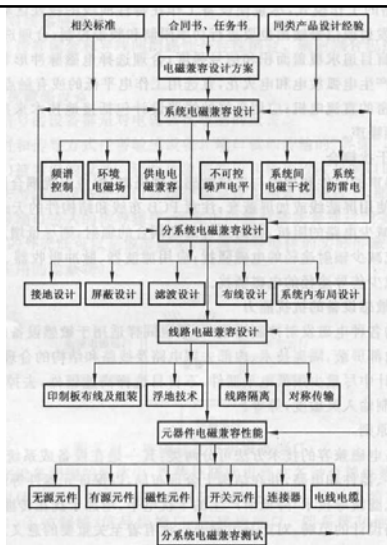 相关标准
合同书、任务书
同类产品设计经验
电磁兼容设计方案
系统电磁兼容设计
频谱
控制
环境
电磁场
供电电
磁兼容
不可控
噪声电平
系统间
电磁干扰
系统
防雷电
分系统电磁兼容设计
接地设计
屏蔽设计
滤波设计
布线设计
系统内布局设计
线路电磁兼容设计
印制板布线及组装
浮地技术
线路隔离
对称传输
元器件电磁兼容性能
无源元件
有源元件
磁性元件
开关元件
连接器
电线电缆
分系统电磁兼容测试